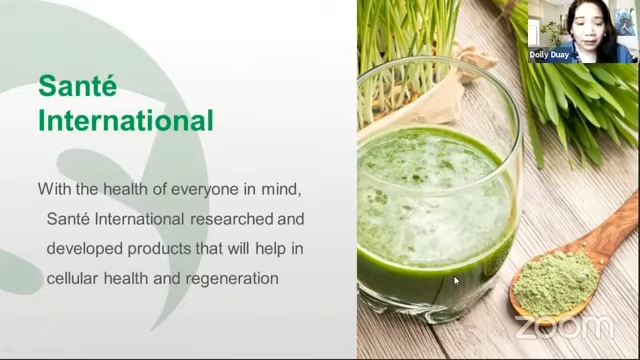 Dolly Duay
Santé
International
With the health of everyone in mind,
Santé International researched and
developed products that will help in
cellular health and regeneration
zoom